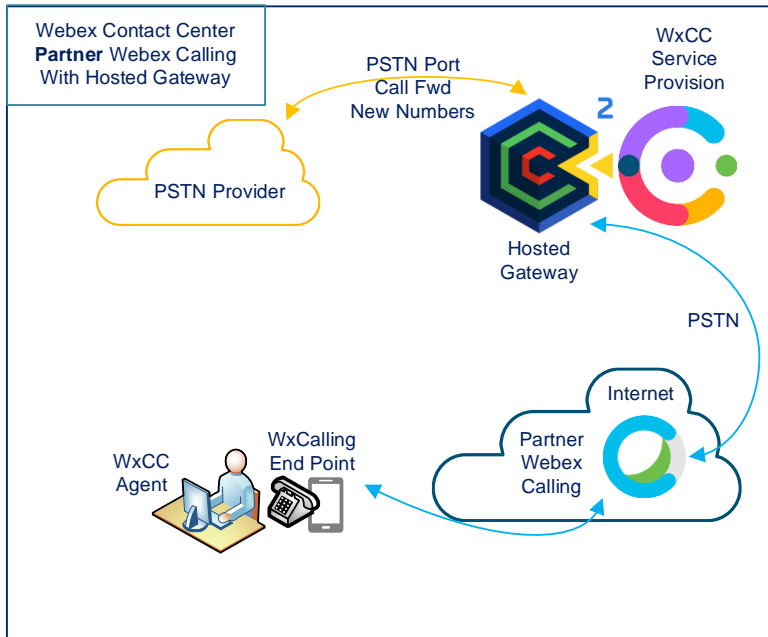 Webex Contact Center
Partner Webex Calling
With Hosted Gateway
WxCC
Service
Provision
PSTN Port
Call Fwd
New Numbers
2
PSTN Provider
Hosted
Gateway
PSTN
Internet
Partner
Webex
Calling
WxCC
Agent
WxCalling
End Point